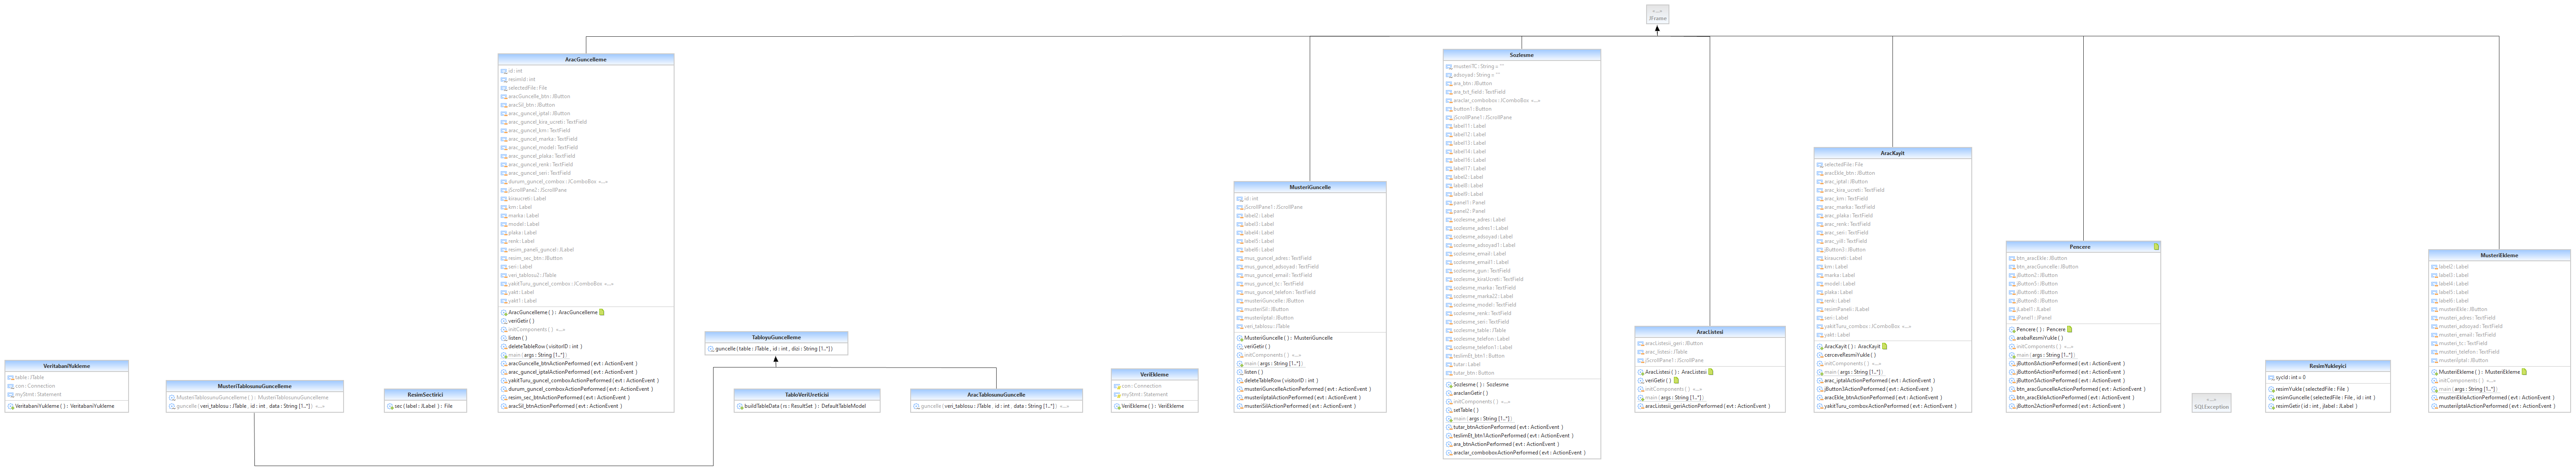 «...»
JFrame
AracGuncelleme
id : int
resimId : int
selectedFile : File
aracGuncelle_btn : JButton
aracSil_btn : JButton
arac_guncel_iptal : JButton
arac_guncel_kira_ucreti : TextField
arac_guncel_km : TextField
arac_guncel_marka : TextField
arac_guncel_model : TextField
arac_guncel_plaka : TextField
arac_guncel_renk : TextField
arac_guncel_seri : TextField
durum_guncel_combox : JComboBox «...»
jScrollPane2 : JScrollPane
kiraucreti : Label
km : Label
marka : Label
model : Label
plaka : Label
renk : Label
resim_paneli_guncel : JLabel
resim_sec_btn : JButton
seri : Label
veri_tablosu2 : JTable
yakitTuru_guncel_combox : JComboBox «...»
yakt : Label
yakt1 : Label
AracGuncelleme ( ) : AracGuncelleme
veriGetir ( )
initComponents ( ) «...»
listen ( )
deleteTableRow ( visitorID : int )
main ( args : String [1..*] )
aracGuncelle_btnActionPerformed ( evt : ActionEvent )
arac_guncel_iptalActionPerformed ( evt : ActionEvent )
yakitTuru_guncel_comboxActionPerformed ( evt : ActionEvent )
durum_guncel_comboxActionPerformed ( evt : ActionEvent )
resim_sec_btnActionPerformed ( evt : ActionEvent )
aracSil_btnActionPerformed ( evt : ActionEvent )
Sozlesme
musteriTC : String = ""
adsoyad : String = ""
ara_btn : JButton
ara_txt_field : TextField
araclar_combobox : JComboBox «...»
button1 : Button
jScrollPane1 : JScrollPane
label11 : Label
label12 : Label
label13 : Label
label14 : Label
label16 : Label
label17 : Label
label2 : Label
label8 : Label
label9 : Label
panel1 : Panel
panel2 : Panel
sozlesme_adres : Label
sozlesme_adres1 : Label
sozlesme_adsoyad : Label
sozlesme_adsoyad1 : Label
sozlesme_email : Label
sozlesme_email1 : Label
sozlesme_gun : TextField
sozlesme_kiraUcreti : TextField
sozlesme_marka : TextField
sozlesme_marka22 : Label
sozlesme_model : TextField
sozlesme_renk : TextField
sozlesme_seri : TextField
sozlesme_table : JTable
sozlesme_telefon : Label
sozlesme_telefon1 : Label
teslimEt_btn1 : Button
tutar : Label
tutar_btn : Button
Sozlesme ( ) : Sozlesme
araclariGetir ( )
initComponents ( ) «...»
setTable ( )
main ( args : String [1..*] )
tutar_btnActionPerformed ( evt : ActionEvent )
teslimEt_btn1ActionPerformed ( evt : ActionEvent )
ara_btnActionPerformed ( evt : ActionEvent )
araclar_comboboxActionPerformed ( evt : ActionEvent )
MusteriGuncelle
id : int
jScrollPane1 : JScrollPane
label2 : Label
label3 : Label
label4 : Label
label5 : Label
label6 : Label
mus_guncel_adres : TextField
mus_guncel_adsoyad : TextField
mus_guncel_email : TextField
mus_guncel_tc : TextField
mus_guncel_telefon : TextField
musteriGuncelle : JButton
musteriSil : JButton
musteriIptal : JButton
veri_tablosu : JTable
MusteriGuncelle ( ) : MusteriGuncelle
veriGetir ( )
initComponents ( ) «...»
main ( args : String [1..*] )
listen ( )
deleteTableRow ( visitorID : int )
musteriGuncelleActionPerformed ( evt : ActionEvent )
musteriIptalActionPerformed ( evt : ActionEvent )
musteriSilActionPerformed ( evt : ActionEvent )
AracKayit
selectedFile : File
aracEkle_btn : JButton
arac_iptal : JButton
arac_kira_ucreti : TextField
arac_km : TextField
arac_marka : TextField
arac_plaka : TextField
arac_renk : TextField
arac_seri : TextField
arac_yill : TextField
jButton3 : JButton
kiraucreti : Label
km : Label
marka : Label
model : Label
plaka : Label
renk : Label
resimPaneli : JLabel
seri : Label
yakitTuru_combox : JComboBox «...»
yakt : Label
AracKayit ( ) : AracKayit
cerceveResmiYukle ( )
initComponents ( ) «...»
main ( args : String [1..*] )
arac_iptalActionPerformed ( evt : ActionEvent )
jButton3ActionPerformed ( evt : ActionEvent )
aracEkle_btnActionPerformed ( evt : ActionEvent )
yakitTuru_comboxActionPerformed ( evt : ActionEvent )
Pencere
btn_aracEkle : JButton
btn_aracGuncelle : JButton
jButton2 : JButton
jButton3 : JButton
jButton5 : JButton
jButton6 : JButton
jLabel1 : JLabel
jPanel1 : JPanel
Pencere ( ) : Pencere
arabaResmiYukle ( )
initComponents ( ) «...»
main ( args : String [1..*] )
jButton3ActionPerformed ( evt : ActionEvent )
jButton6ActionPerformed ( evt : ActionEvent )
jButton5ActionPerformed ( evt : ActionEvent )
btn_aracGuncelleActionPerformed ( evt : ActionEvent )
btn_aracEkleActionPerformed ( evt : ActionEvent )
jButton2ActionPerformed ( evt : ActionEvent )
MusteriEkleme
label2 : Label
label3 : Label
label4 : Label
label5 : Label
label6 : Label
musteriEkle : JButton
musteri_adres : TextField
musteri_adsoyad : TextField
musteri_email : TextField
musteri_tc : TextField
musteri_telefon : TextField
musteriIptal : JButton
MusteriEkleme ( ) : MusteriEkleme
initComponents ( ) «...»
main ( args : String [1..*] )
musteriEkleActionPerformed ( evt : ActionEvent )
musteriIptalActionPerformed ( evt : ActionEvent )
AracListesi
aracListesi_geri : JButton
arac_listesi : JTable
jScrollPane1 : JScrollPane
AracListesi ( ) : AracListesi
veriGetir ( )
initComponents ( ) «...»
main ( args : String [1..*] )
aracListesi_geriActionPerformed ( evt : ActionEvent )
TabloyuGuncelleme
guncelle ( table : JTable , id : int , dizi : String [1..*] )
VeritabaniYukleme
table : JTable
con : Connection
myStmt : Statement
VeritabaniYukleme ( ) : VeritabaniYukleme
MusteriTablosunuGuncelleme
MusteriTablosunuGuncelleme ( ) : MusteriTablosunuGuncelleme
guncelle ( veri_tablosu : JTable , id : int , data : String [1..*] ) «...»
ResimSectirici
sec ( label : JLabel ) : File
TabloVeriUreticisi
buildTableData ( rs : ResultSet ) : DefaultTableModel
AracTablosunuGuncelle
guncelle ( veri_tablosu : JTable , id : int , data : String [1..*] ) «...»
VeriEkleme
con : Connection
myStmt : Statement
VeriEkleme ( ) : VeriEkleme
«...»
SQLException
ResimYukleyici
sycId : int = 0
resimYukle ( selectedFile : File )
resimGuncelle ( selectedFile : File , id : int )
resimGetir ( id : int , jlabel : JLabel )